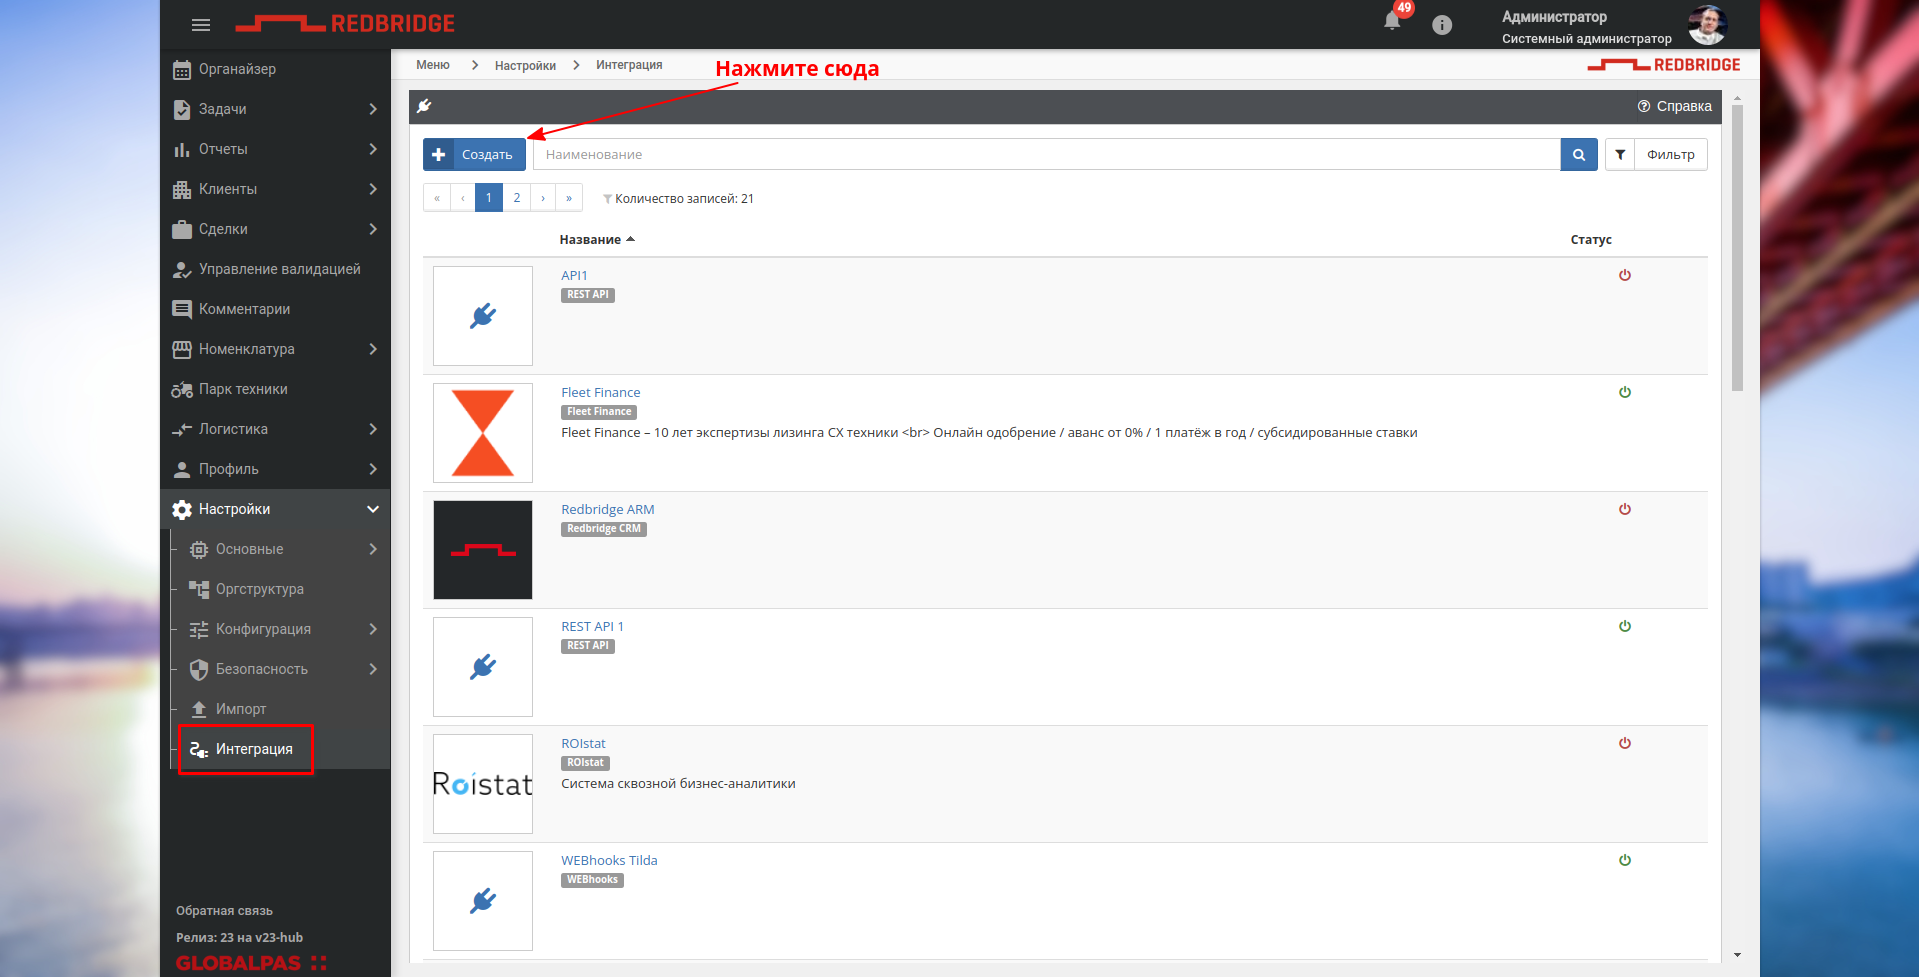 REDBRIDGE
49
Администратор
Системный администратор
Органайзер
Задачи
Отчеты
Клиенты
Сделки
Управление валидацией
Комментарии
Номенклатура
Парк техники
Логистика
Профиль
Настройки
Основные
Оргструктура
Конфигурация
Безопасность
Импорт
Интеграция
Обратная связь
Релиз: 23 на v23-hub
GLOBALPAS
Меню Настройки Интеграция
Нажмите сюда
REDBRIDGE
Справка
Создать Наименование Фильтр
« ‹ 1 2 › » Количество записей: 21
Название Статус
API1
REST API
Fleet Finance
Fleet Finance
Fleet Finance – 10 лет экспертизы лизинга СХ техники <br> Онлайн одобрение / аванс от 0% / 1 платёж в год / субсидированные ставки
Redbridge ARM
Redbridge CRM
REST API 1
REST API
Roistat
ROIstat
ROIstat
Система сквозной бизнес-аналитики
WEBhooks Tilda
WEBhooks